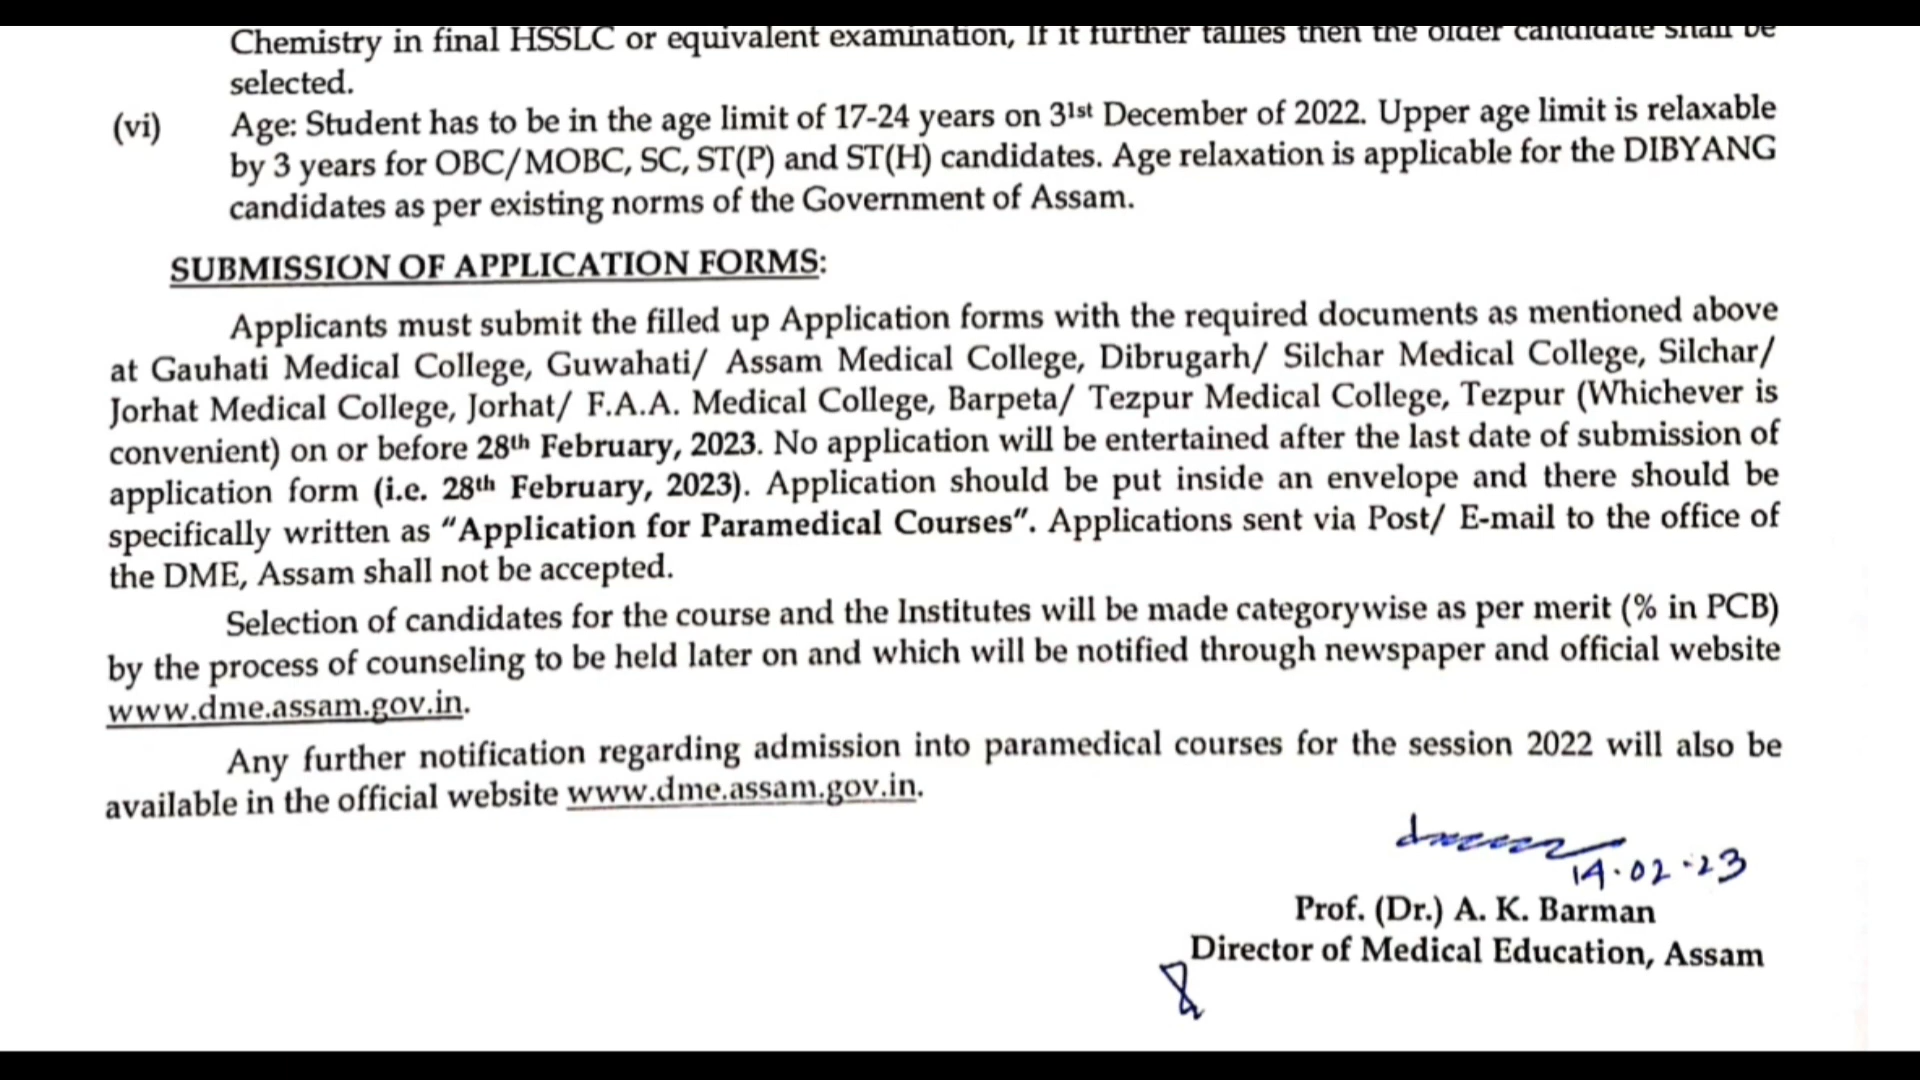 Chemistry in final HSSLC or equivalent examination, If it further tallies then the older candidate shall be
selected.
(vi) Age: Student has to be in the age limit of 17-24 years on 31st December of 2022. Upper age limit is relaxable
by 3 years for OBC/MOBC, SC, ST(P) and ST(H) candidates. Age relaxation is applicable for the DIBYANG
candidates as per existing norms of the Government of Assam.
SUBMISSION OF APPLICATION FORMS:
Applicants must submit the filled up Application forms with the required documents as mentioned above
at Gauhati Medical College, Guwahati/ Assam Medical College, Dibrugarh/ Silchar Medical College, Silchar/
Jorhat Medical College, Jorhat/ F.A.A. Medical College, Barpeta/ Tezpur Medical College, Tezpur (Whichever is
convenient) on or before 28th February, 2023. No application will be entertained after the last date of submission of
application form (i.e. 28th February, 2023). Application should be put inside an envelope and there should be
specifically written as “Application for Paramedical Courses”. Applications sent via Post/ E-mail to the office of
the DME, Assam shall not be accepted.
Selection of candidates for the course and the Institutes will be made categorywise as per merit (% in PCB)
by the process of counseling to be held later on and which will be notified through newspaper and official website
www.dme.assam.gov.in.
Any further notification regarding admission into paramedical courses for the session 2022 will also be
available in the official website www.dme.assam.gov.in.
14.02.23
Prof. (Dr.) A. K. Barman
Director of Medical Education, Assam